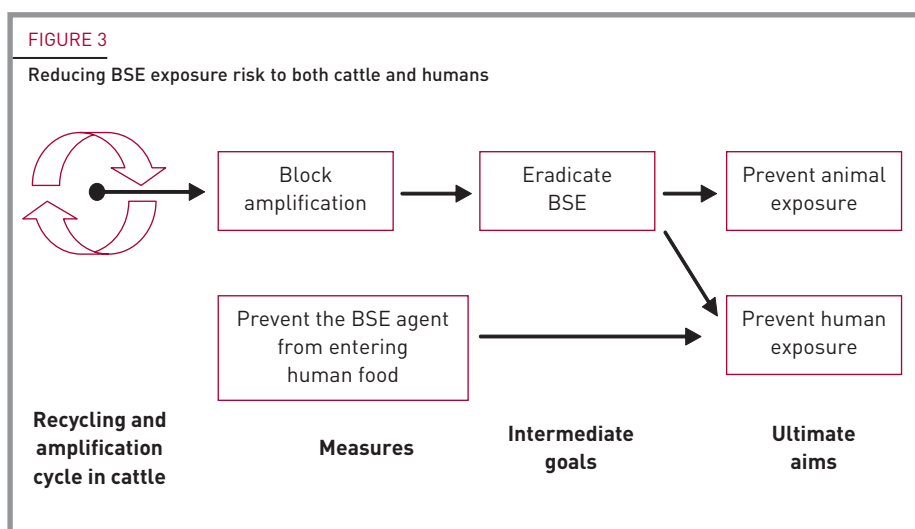 FIGURE 3
Reducing BSE exposure risk to both cattle and humans
Block
amplification
Eradicate
BSE
Prevent animal
exposure
Prevent the BSE agent
from entering
human food
Prevent human
exposure
Recycling and
amplification
cycle in cattle
Measures
Intermediate
goals
Ultimate
aims